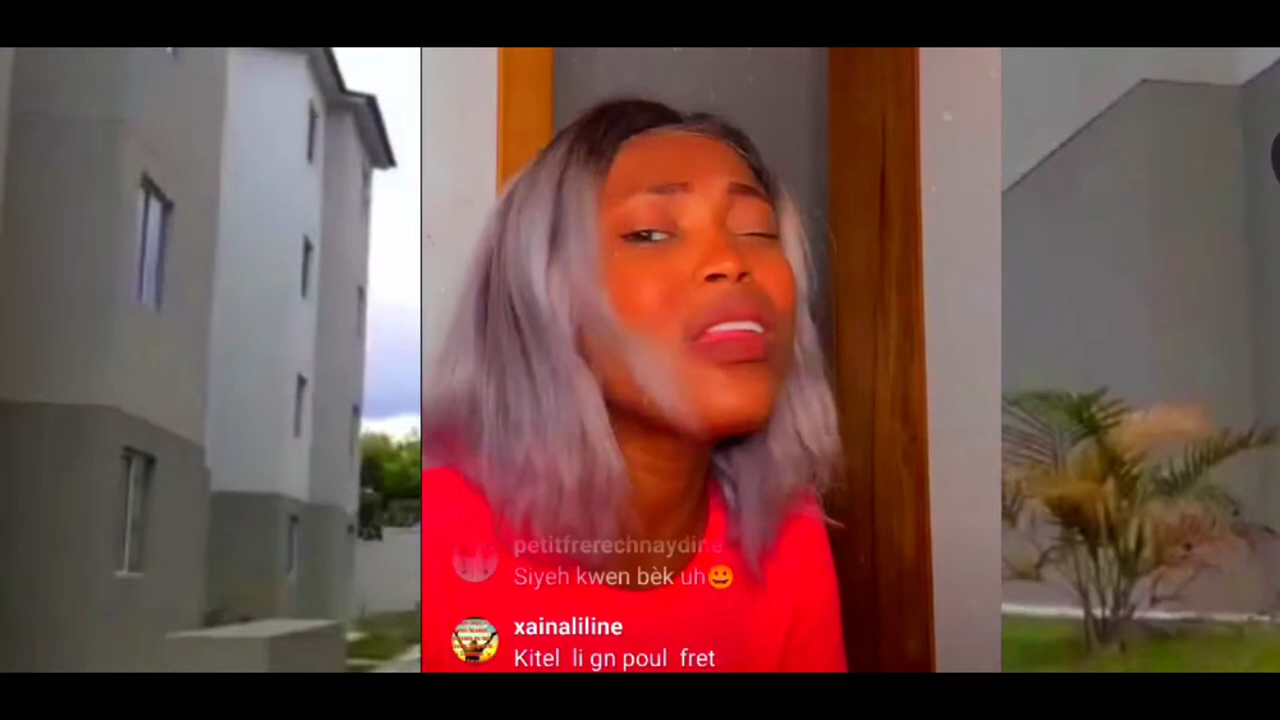 petitfrerechnaydine
Siyeh kwen bèk uh😀
xainaliline
Kitel li gn poul fret